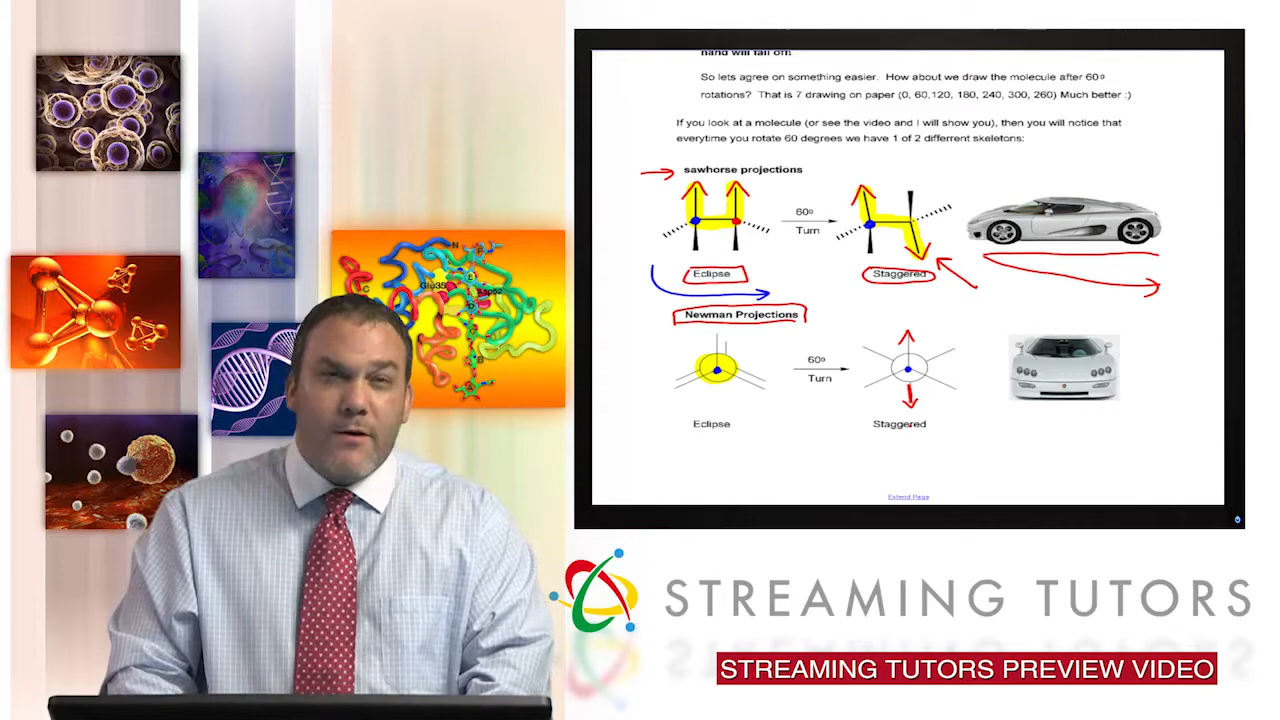 hand will fall off!
So lets agree on something easier. How about we draw the molecule after 60º
rotations? That is 7 drawing on paper (0, 60,120, 180, 240, 300, 260) Much better :)
If you look at a molecule (or see the video and I will show you), then you will notice that
everytime you rotate 60 degrees we have 1 of 2 different skeletons:
sawhorse projections
60º
Turn
Eclipse
Staggered
Newman Projections
60º
Turn
Eclipse
Staggered
Extend Page
N
F
E
Glu35
Asp52
C
D
C
B
STREAMING TUTORS
STREAMING TUTORS PREVIEW VIDEO